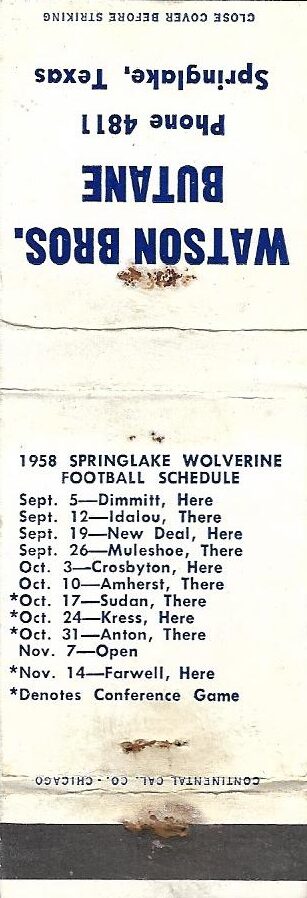 CLOSE COVER BEFORE STRIKING
Springlake, Texas
Phone 4811
BUTANE
WATSON BROS.
1958 SPRINGLAKE WOLVERINE
FOOTBALL SCHEDULE
Sept. 5—Dimmitt, Here
Sept. 12—Idalou, There
Sept. 19—New Deal, Here
Sept. 26—Muleshoe, There
Oct. 3—Crosbyton, Here
Oct. 10—Amherst, There
*Oct. 17—Sudan, There
*Oct. 24—Kress, Here
*Oct. 31—Anton, There
Nov. 7—Open
*Nov. 14—Farwell, Here
*Denotes Conference Game
CONTINENTAL CAL. CO. - CHICAGO